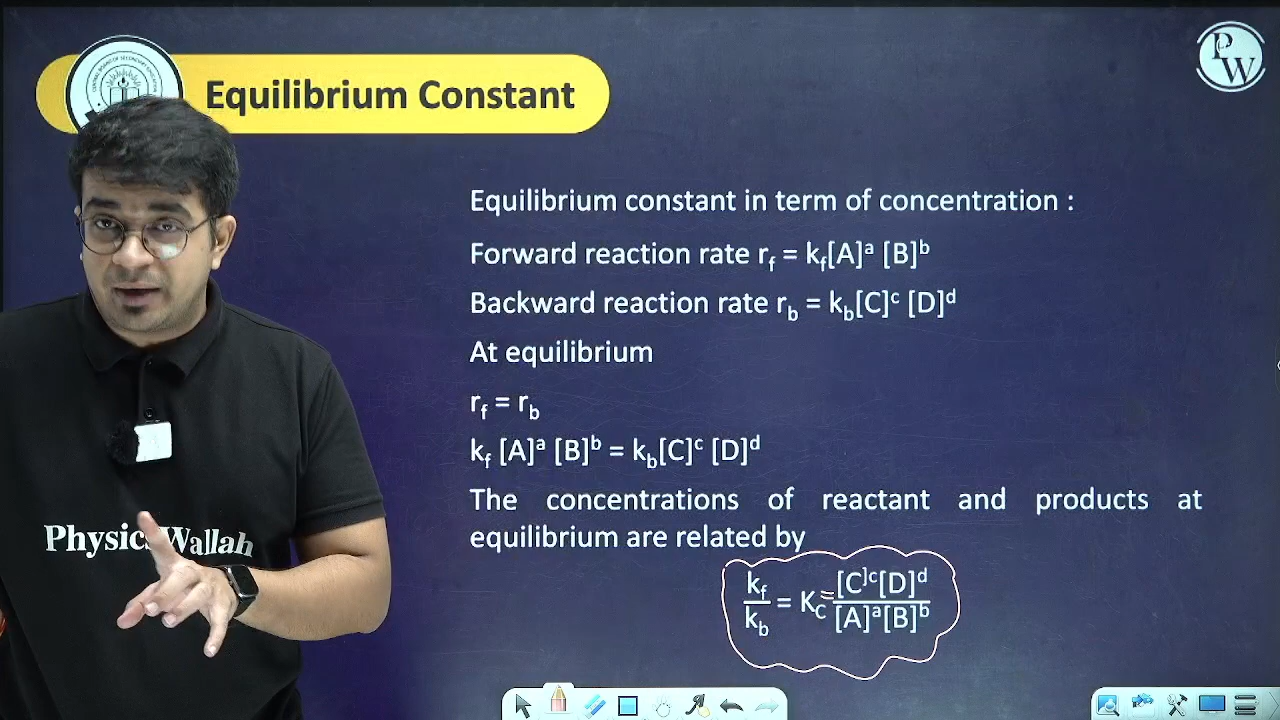 Equilibrium Constant
PW
Equilibrium constant in term of concentration :
Forward reaction rate r_f = k_f[A]ᵃ [B]ᵇ
Backward reaction rate r_b = k_b[C]ᶜ [D]ᵈ
At equilibrium
r_f = r_b
k_f [A]ᵃ [B]ᵇ = k_b[C]ᶜ [D]ᵈ
The concentrations of reactant and products at
equilibrium are related by
k_f/k_b = K_C = [C]ᶜ[D]ᵈ/[A]ᵃ[B]ᵇ
PhysicsWallah